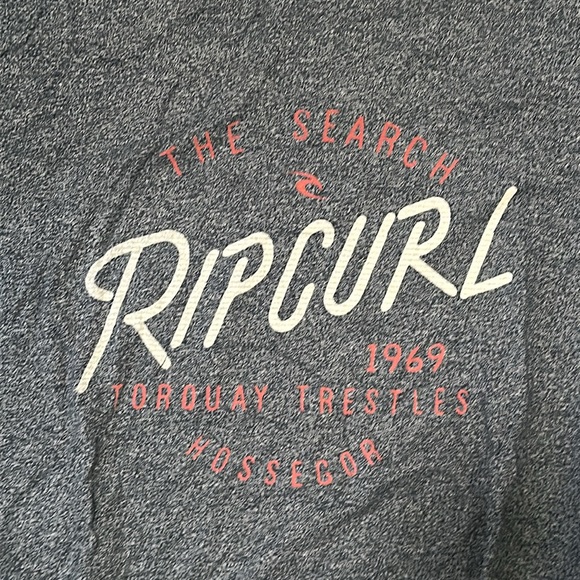 THE SEARCH
RIPCURL
1969
TORQUAY TRESTLES
HOSSEGOR